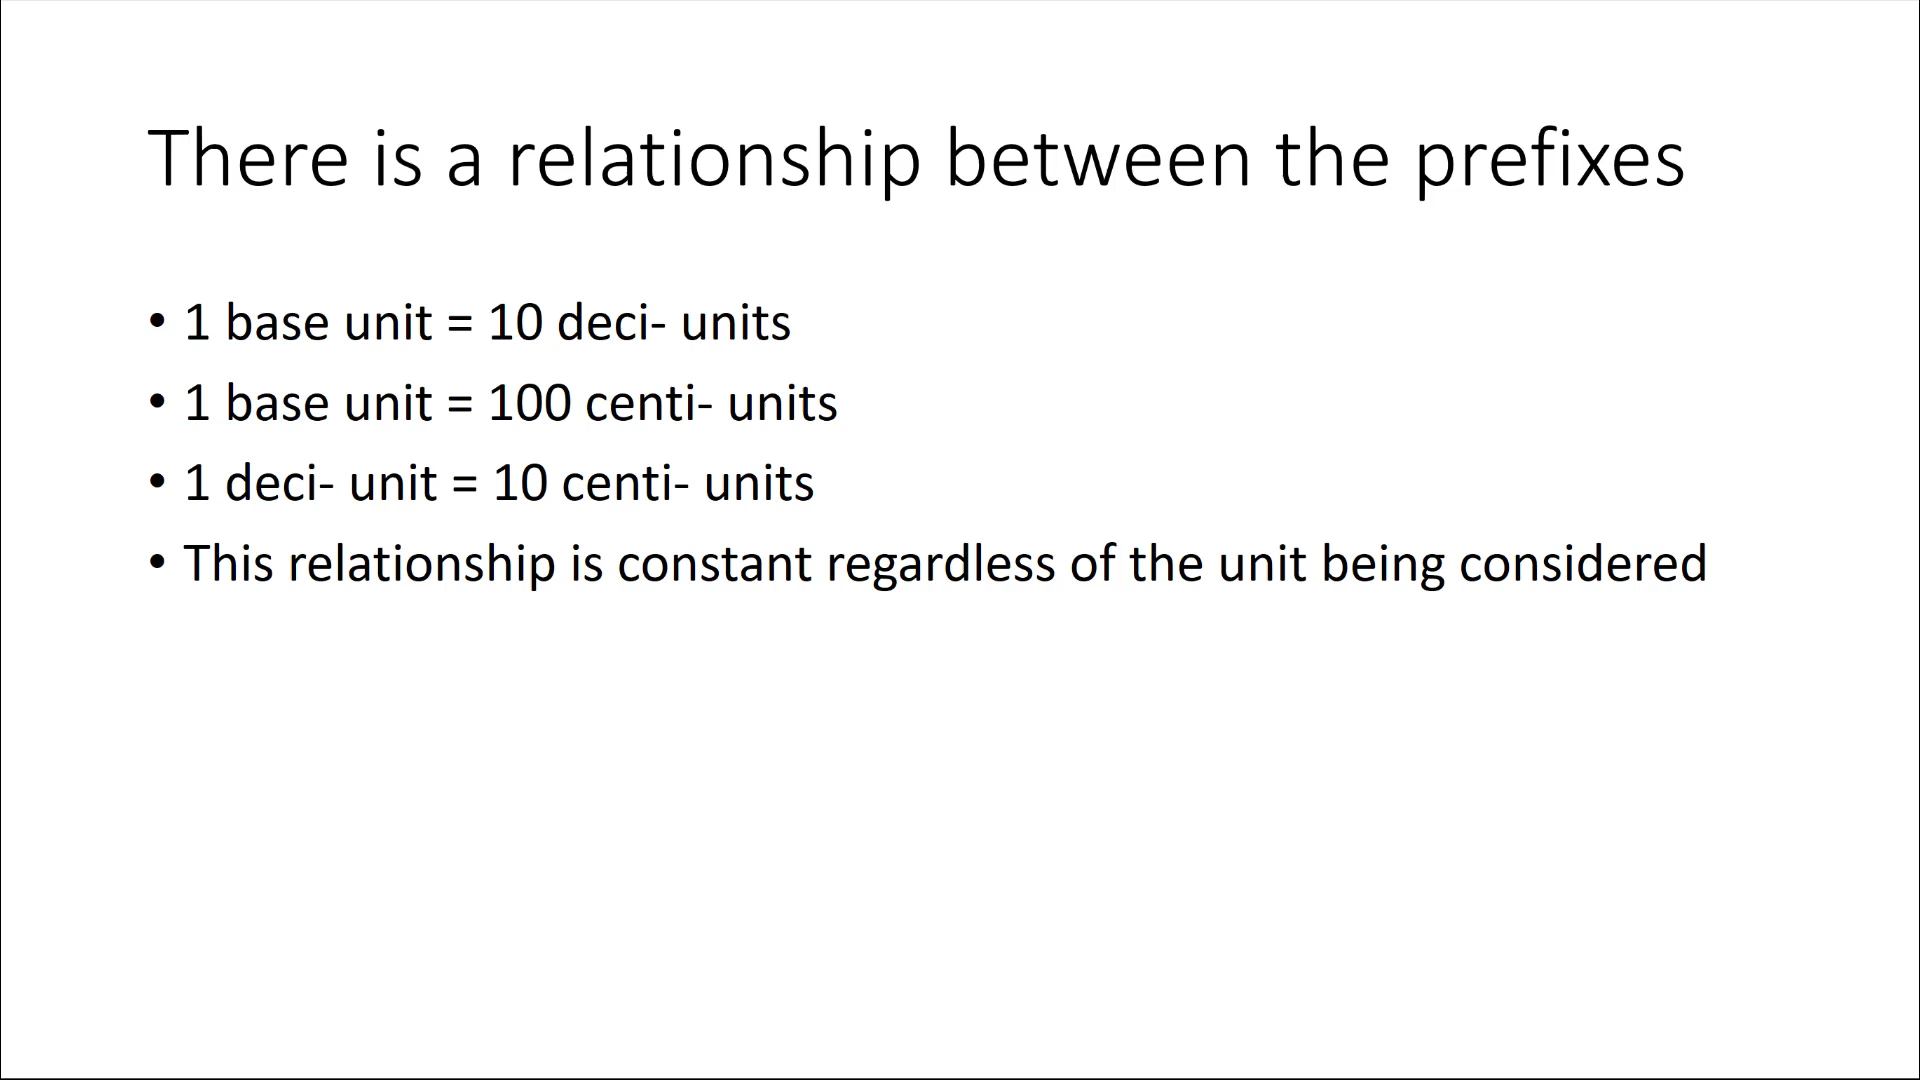 There is a relationship between the prefixes
• 1 base unit = 10 deci- units
• 1 base unit = 100 centi- units
• 1 deci- unit = 10 centi- units
• This relationship is constant regardless of the unit being considered